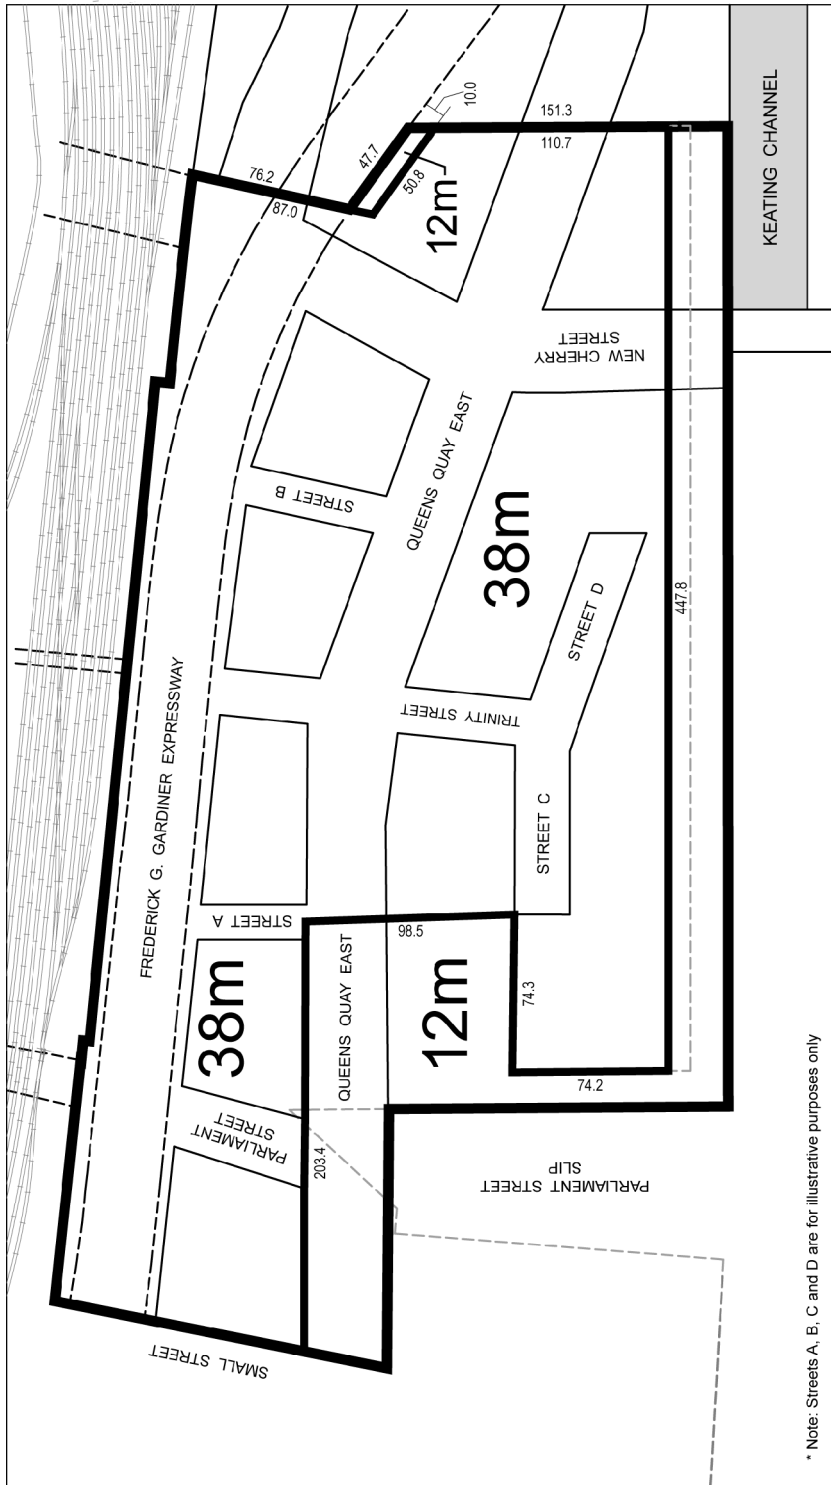 76.2
87.0
47.7
50.8
10.0
12m
151.3
110.7
KEATING CHANNEL
NEW CHERRY
STREET
QUEENS QUAY EAST
STREET B
38m
FREDERICK G. GARDINER EXPRESSWAY
STREET D
447.8
TRINITY STREET
STREET C
STREET A
98.5
38m
QUEENS QUAY EAST
12m
74.3
74.2
PARLIAMENT
STREET
203.4
PARLIAMENT STREET
SLIP
SMALL STREET
* Note: Streets A, B, C and D are for illustrative purposes only